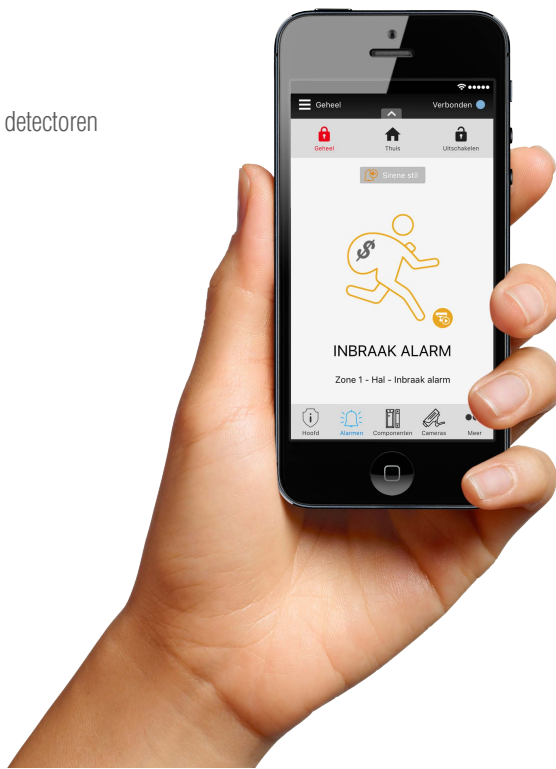 detectoren
Geheel Verbonden
Geheel Thuis Uitschakelen
Sirene stil
$
INBRAAK ALARM
Zone 1 - Hal - Inbraak alarm
Hoofd Alarmen Componenten Cameras Meer